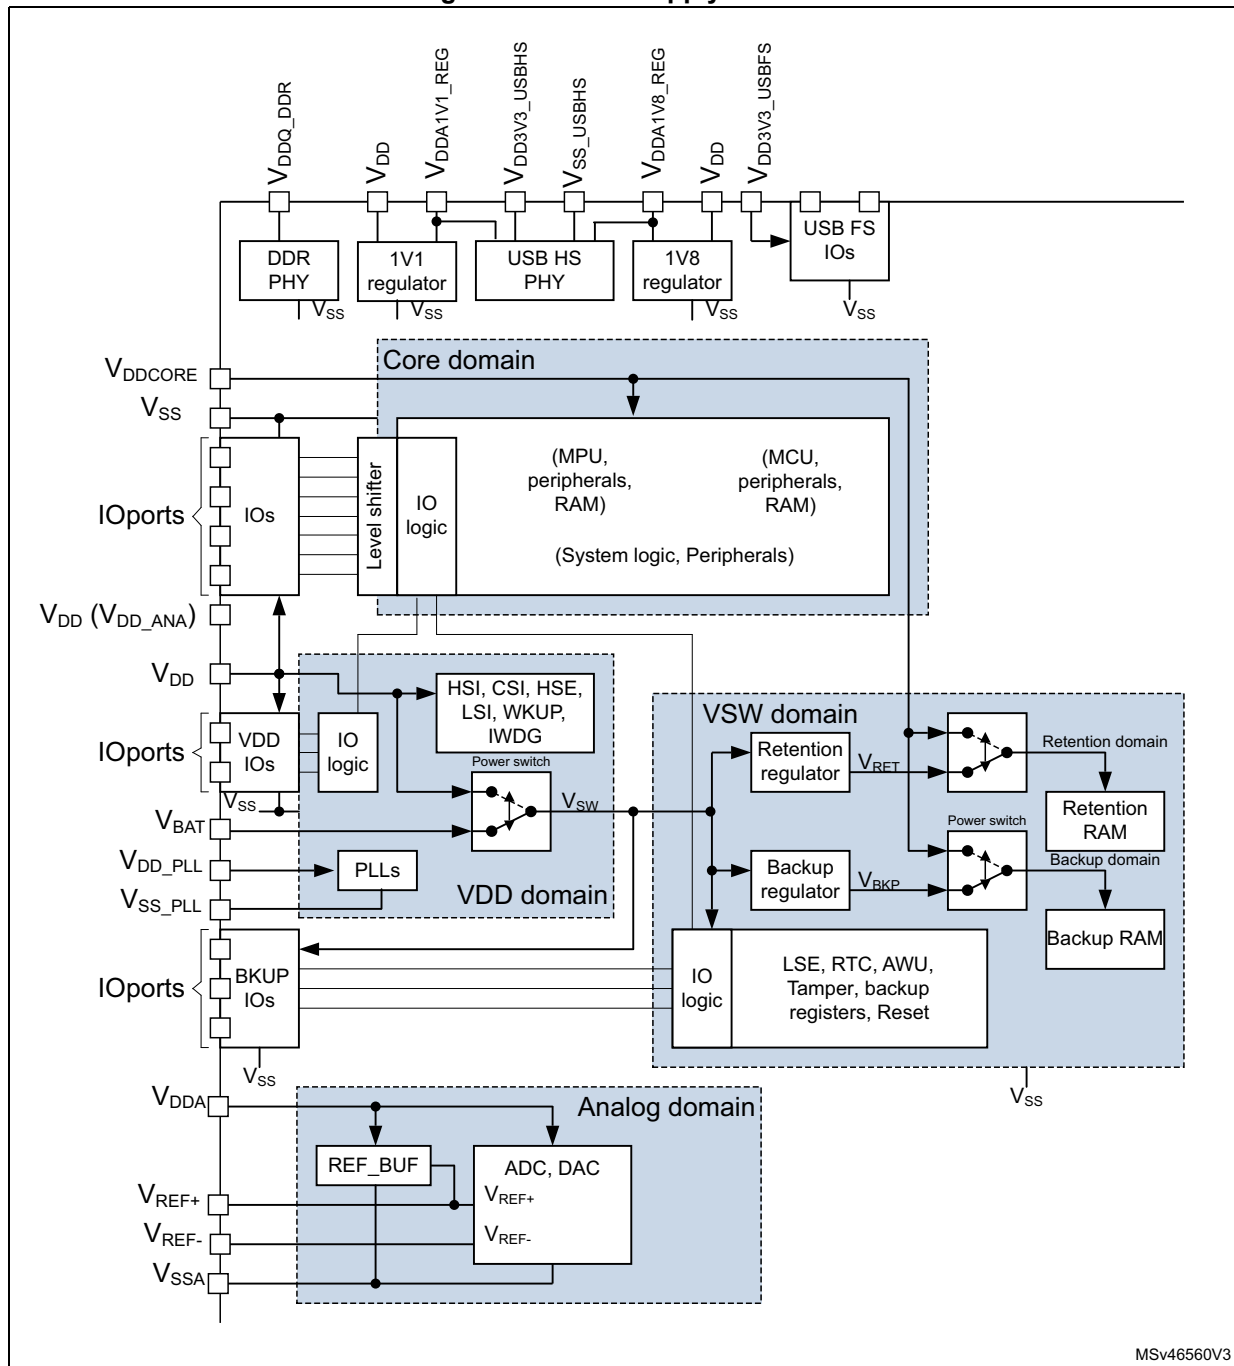 VDDQ_DDR
VDD
VDDA1V1_REG
VDD3V3_USBHS
VSS_USBHS
VDDA1V8_REG
VDD
VDD3V3_USBFS
DDR
PHY
1V1
regulator
USB HS
PHY
1V8
regulator
USB FS
IOs
VSS
VSS
VSS
VSS
Core domain
VDDCORE
VSS
IOports
IOs
Level shifter
IO
logic
(MPU,
peripherals,
RAM)
(MCU,
peripherals,
RAM)
(System logic, Peripherals)
VDD (VDD_ANA)
VDD
IOports
VDD
IOs
IO
logic
HSI, CSI, HSE,
LSI, WKUP,
IWDG
Power switch
VSW
VSS
VBAT
VDD_PLL
VSS_PLL
PLLs
VDD domain
VSW domain
Retention
regulator
VRET
Retention domain
Retention
RAM
Power switch
Backup domain
Backup
regulator
VBKP
Backup RAM
IOports
BKUP
IOs
IO
logic
LSE, RTC, AWU,
Tamper, backup
registers, Reset
VSS
VSS
VDDA
Analog domain
REF_BUF
ADC, DAC
VREF+
VREF+
VREF-
VREF-
VSSA
MSv46560V3